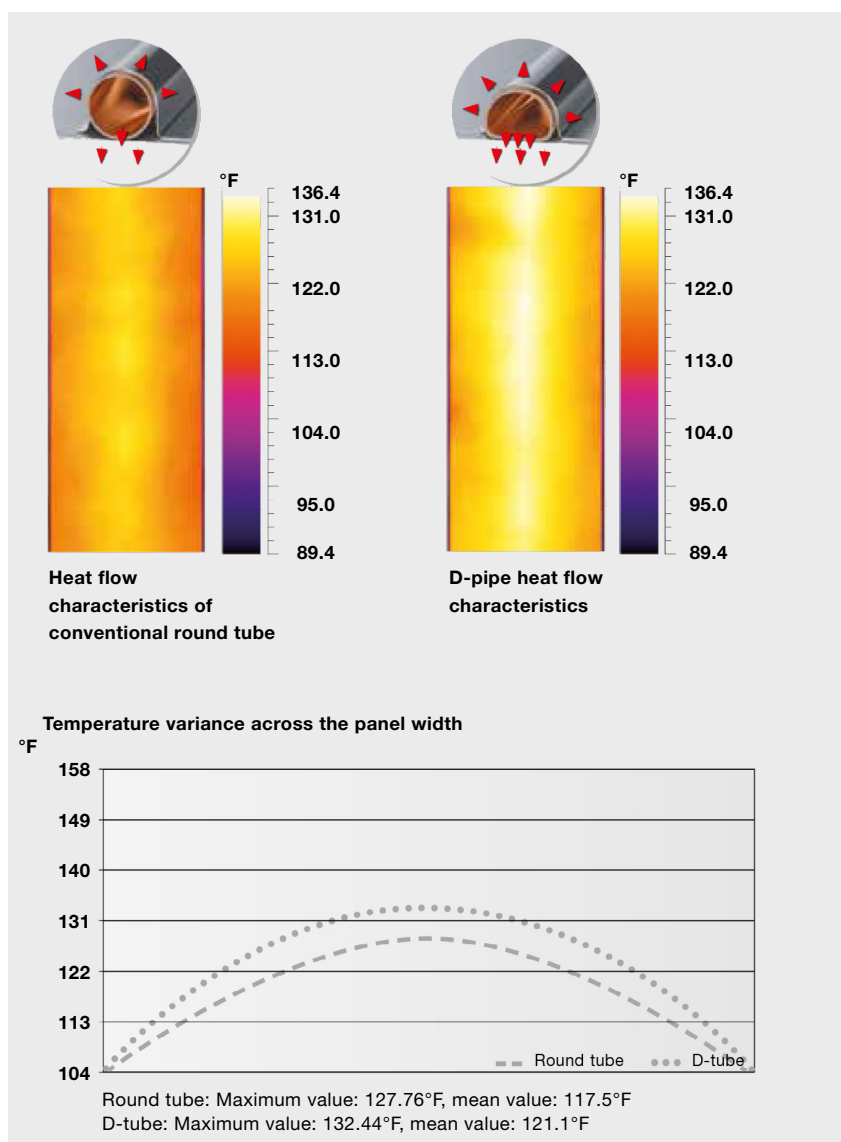 °F
136.4
131.0
122.0
113.0
104.0
95.0
89.4
Heat flow
characteristics of
conventional round tube
°F
136.4
131.0
122.0
113.0
104.0
95.0
89.4
D-pipe heat flow
characteristics
Temperature variance across the panel width
°F
158
149
140
131
122
113
104
Round tube
D-tube
Round tube: Maximum value: 127.76°F, mean value: 117.5°F
D-tube: Maximum value: 132.44°F, mean value: 121.1°F